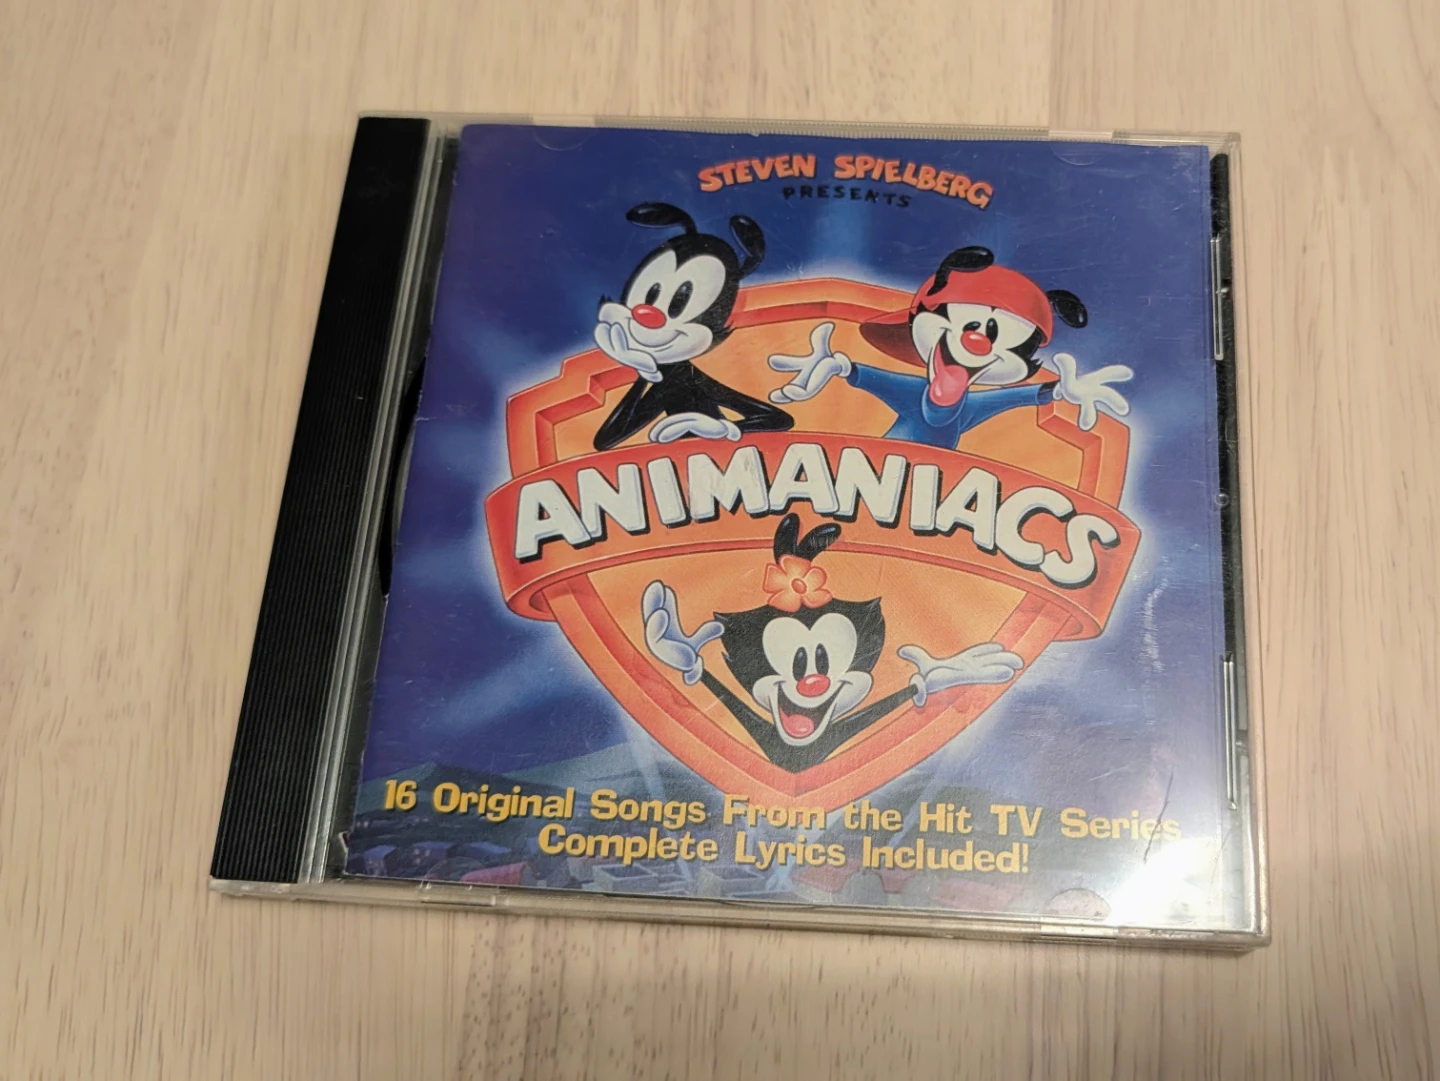 STEVEN SPIELBERG
PRESENTS
ANIMANIACS
16 Original Songs From the Hit TV Series
Complete Lyrics Included!